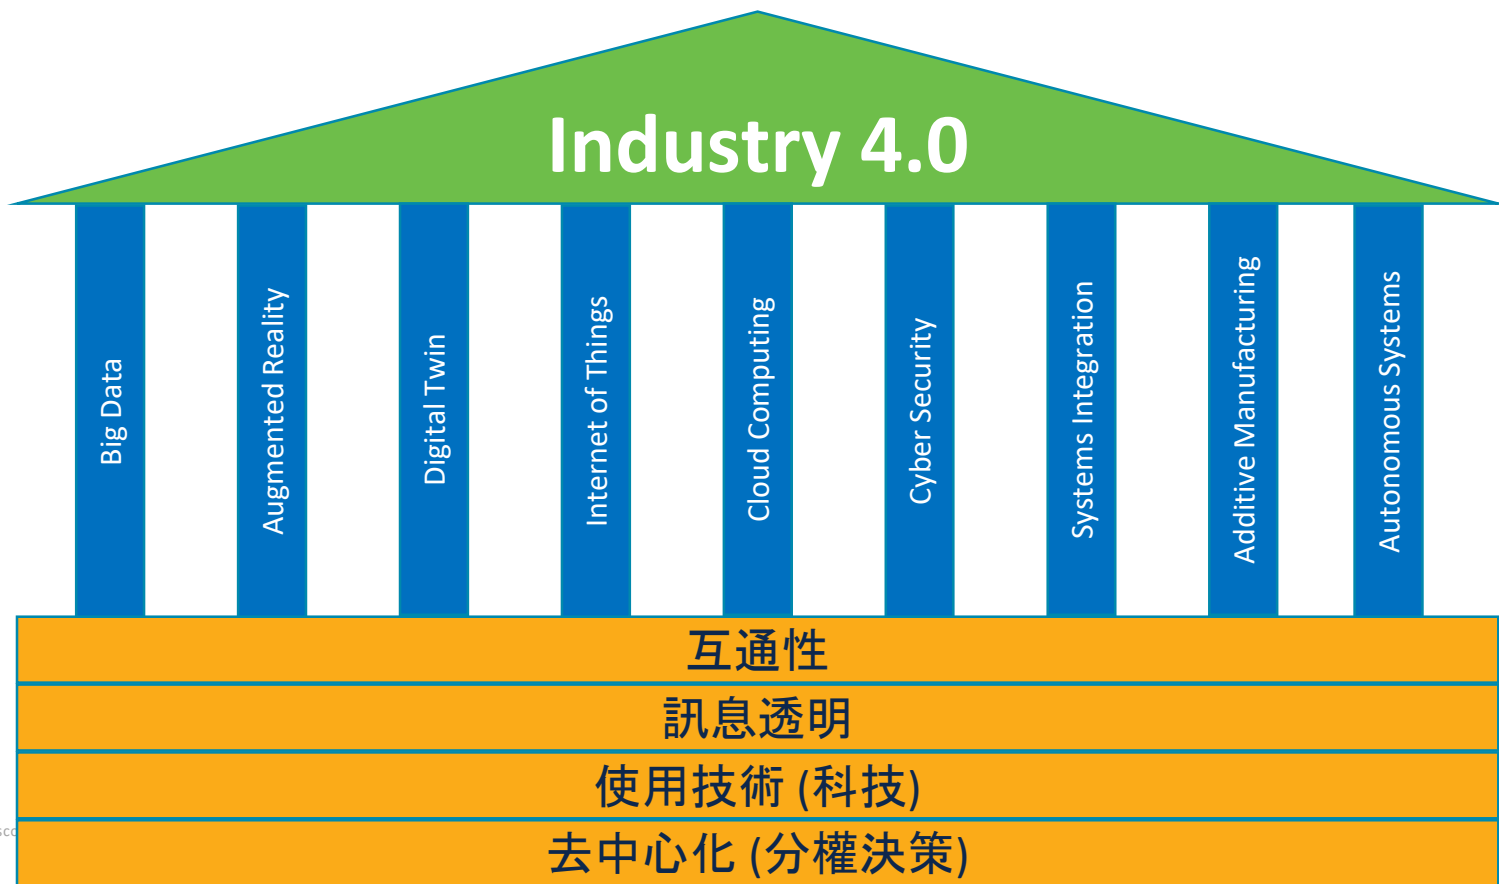 Industry 4.0
Big Data
Augmented Reality
Digital Twin
Internet of Things
Cloud Computing
Cyber Security
Systems Integration
Additive Manufacturing
Autonomous Systems
互通性
訊息透明
使用技術 (科技)
去中心化 (分權決策)